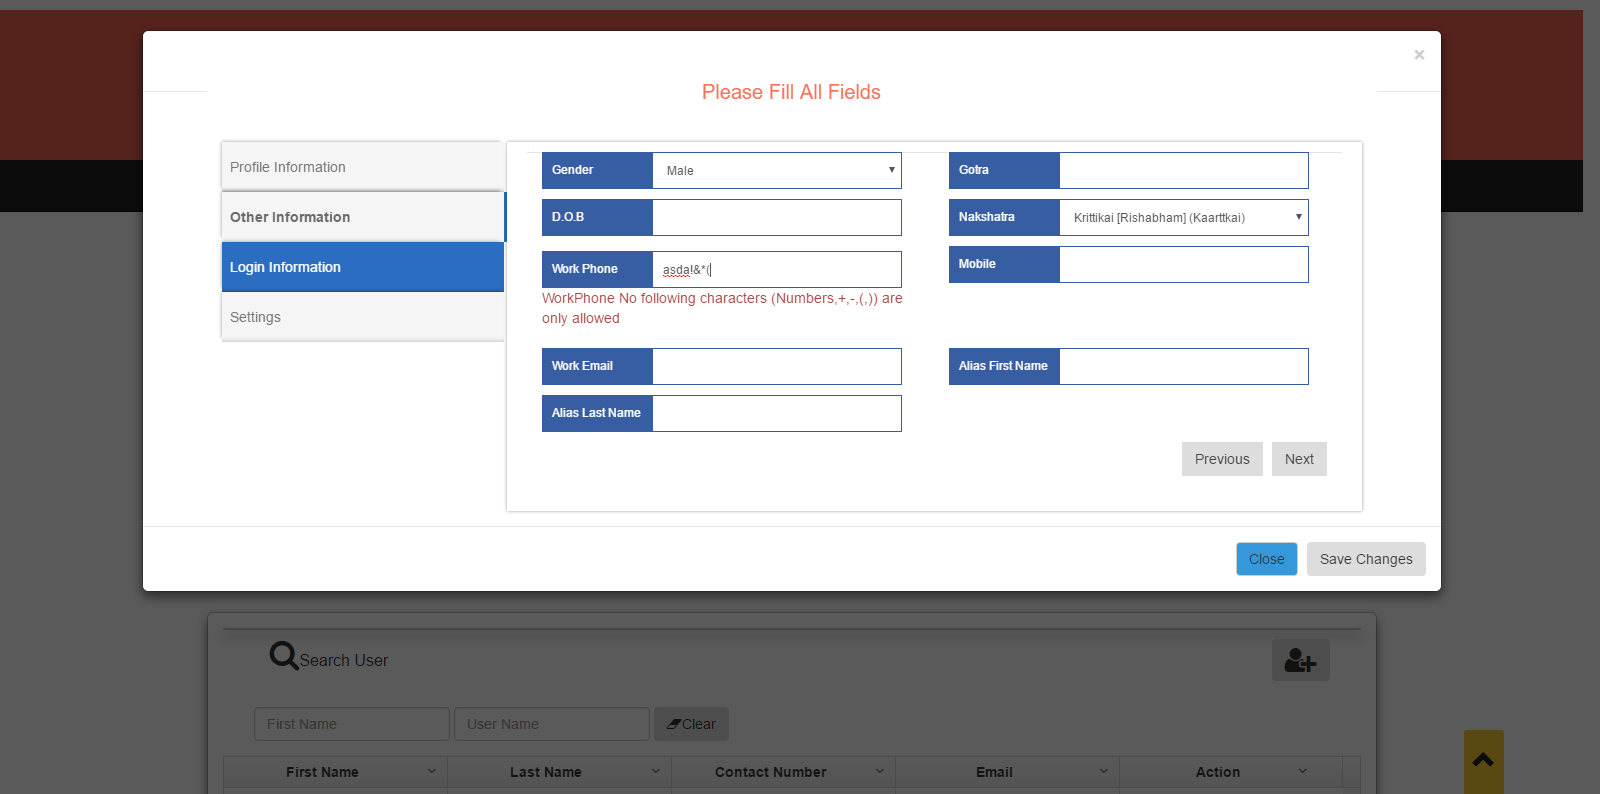 ×
Please Fill All Fields
Profile Information
Other Information
Login Information
Settings
Gender Male
Gotra
D.O.B
Nakshatra Krittikai [Rishabham] (Kaarttkai)
Work Phone asda!&*(
Mobile
WorkPhone No following characters (Numbers,+,-,(,)) are
only allowed
Work Email
Alias First Name
Alias Last Name
Previous Next
Close Save Changes
Search User
First Name User Name Clear
First Name Last Name Contact Number Email Action